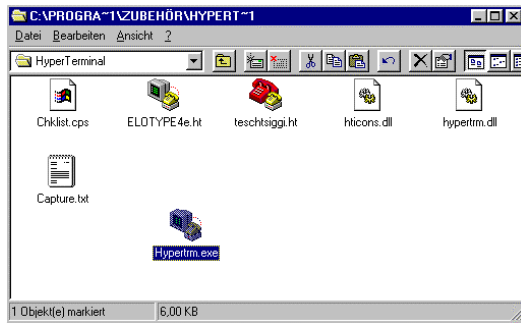 C:\PROGRA~1\ZUBEHÖR\HYPERT~1
Datei Bearbeiten Ansicht ?
HyperTerminal
Chklist.cps ELOTYPE4e.ht teschtsiggi.ht hticons.dll hypertrm.dll
Capture.txt
Hypertrm.exe
1 Objekt(e) markiert 6,00 KB